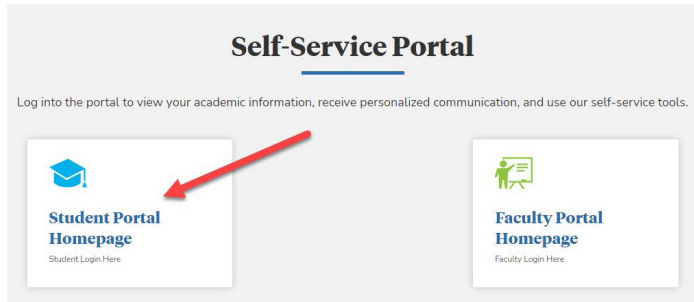 Self-Service Portal
Log into the portal to view your academic information, receive personalized communication, and use our self-service tools.
Student Portal
Homepage
Student Login Here
Faculty Portal
Homepage
Faculty Login Here